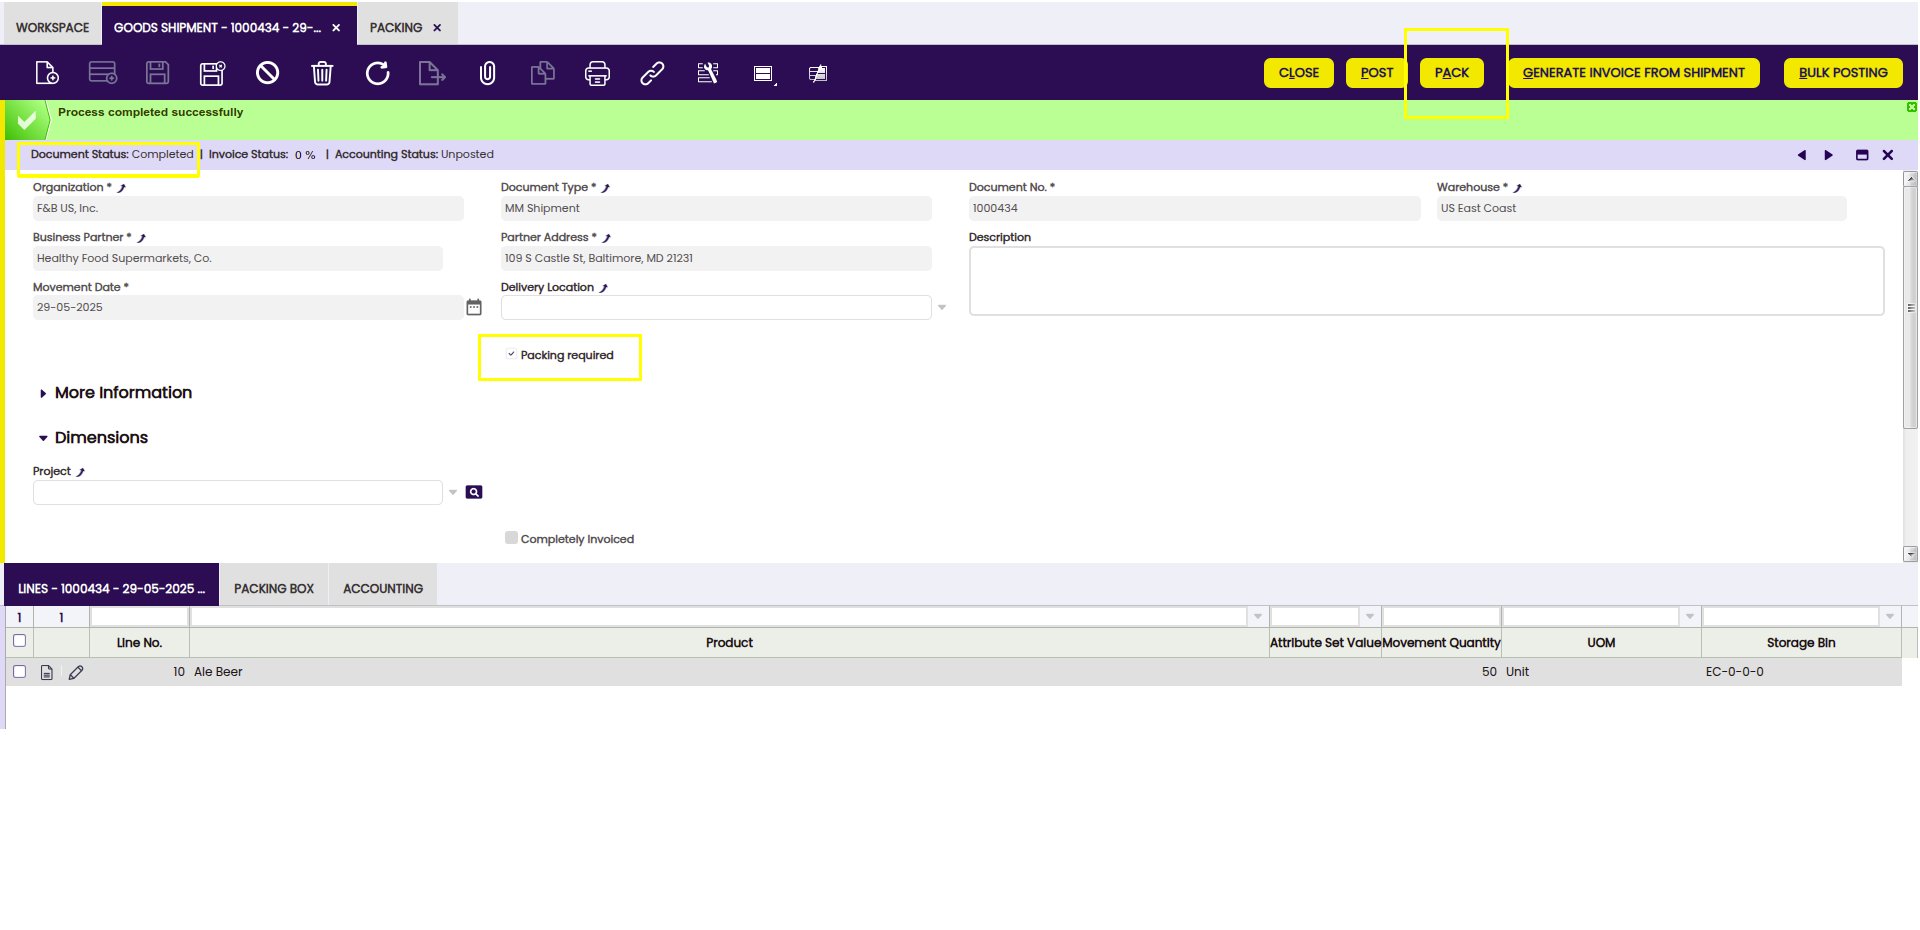 WORKSPACE
GOODS SHIPMENT - 1000434 - 29-...
PACKING
CLOSE
POST
PACK
GENERATE INVOICE FROM SHIPMENT
BULK POSTING
Process completed successfully
Document Status: Completed | Invoice Status: 0 % | Accounting Status: Unposted
Organization *
Document Type *
Document No. *
Warehouse *
F&B US, Inc.
MM Shipment
1000434
US East Coast
Business Partner *
Partner Address *
Description
Healthy Food Supermarkets, Co.
109 S Castle St, Baltimore, MD 21231
Movement Date *
Delivery Location
29-05-2025
Packing required
More Information
Dimensions
Project
Completely Invoiced
LINES - 1000434 - 29-05-2025 ...
PACKING BOX
ACCOUNTING
1 1
Line No. Product Attribute Set Value Movement Quantity UOM Storage Bin
10 Ale Beer 50 Unit EC-0-0-0